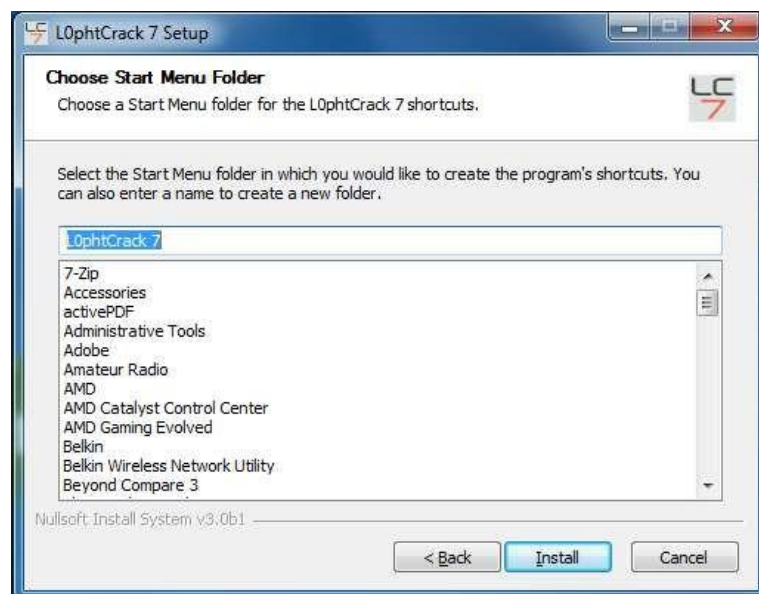 L0phtCrack 7 Setup
Choose Start Menu Folder
Choose a Start Menu folder for the L0phtCrack 7 shortcuts.
LC
7
Select the Start Menu folder in which you would like to create the program's shortcuts. You
can also enter a name to create a new folder.
L0phtCrack 7
7-Zip
Accessories
activePDF
Administrative Tools
Adobe
Amateur Radio
AMD
AMD Catalyst Control Center
AMD Gaming Evolved
Belkin
Belkin Wireless Network Utility
Beyond Compare 3
Nullsoft Install System v3.0b1
< Back
Install
Cancel